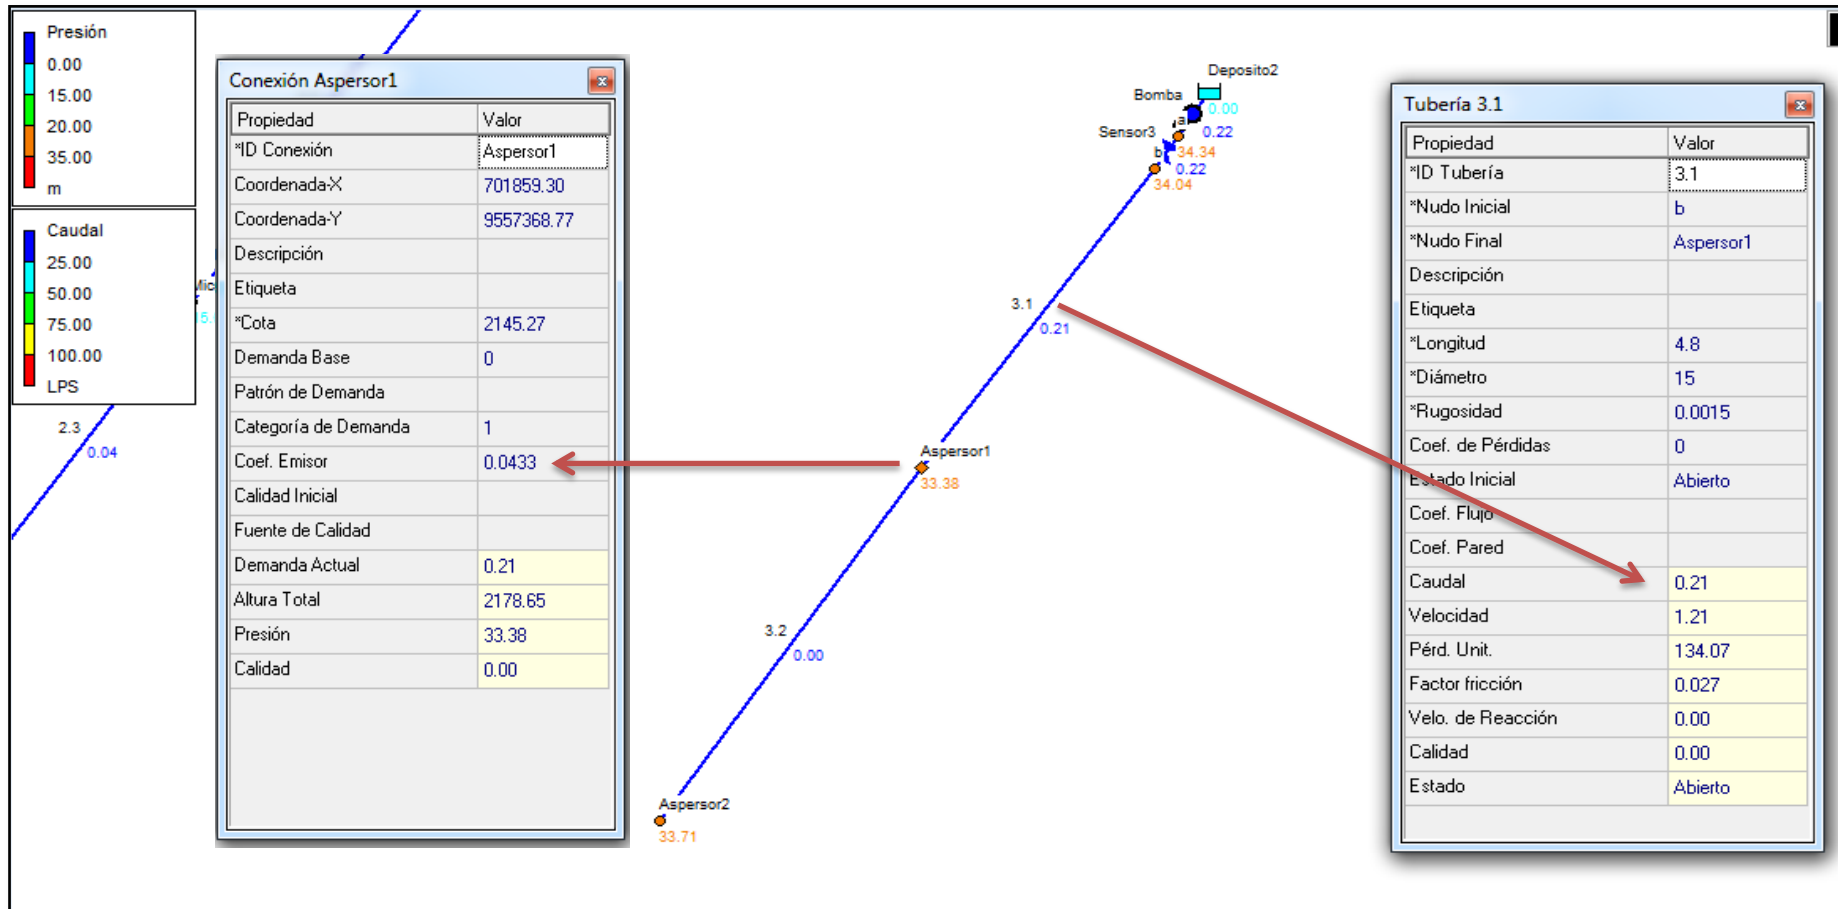 Presión
0.00
15.00
20.00
35.00
m
Caudal
25.00
50.00
75.00
100.00
LPS
2.3
0.04
Conexión Aspersor1
Propiedad Valor
*ID Conexión Aspersor1
Coordenada-X 701859.30
Coordenada-Y 9557368.77
Descripción
Etiqueta
*Cota 2145.27
Demanda Base 0
Patrón de Demanda
Categoría de Demanda 1
Coef. Emisor 0.0433
Calidad Inicial
Fuente de Calidad
Demanda Actual 0.21
Altura Total 2178.65
Presión 33.38
Calidad 0.00
Deposito2
0.00
Bomba
a
0.22
Sensor3
34.34
b
0.22
34.04
3.1
0.21
Aspersor1
33.38
3.2
0.00
Aspersor2
33.71
Tubería 3.1
Propiedad Valor
*ID Tubería 3.1
*Nudo Inicial b
*Nudo Final Aspersor1
Descripción
Etiqueta
*Longitud 4.8
*Diámetro 15
*Rugosidad 0.0015
Coef. de Pérdidas 0
Estado Inicial Abierto
Coef. Flujo
Coef. Pared
Caudal 0.21
Velocidad 1.21
Pérd. Unit. 134.07
Factor fricción 0.027
Velo. de Reacción 0.00
Calidad 0.00
Estado Abierto